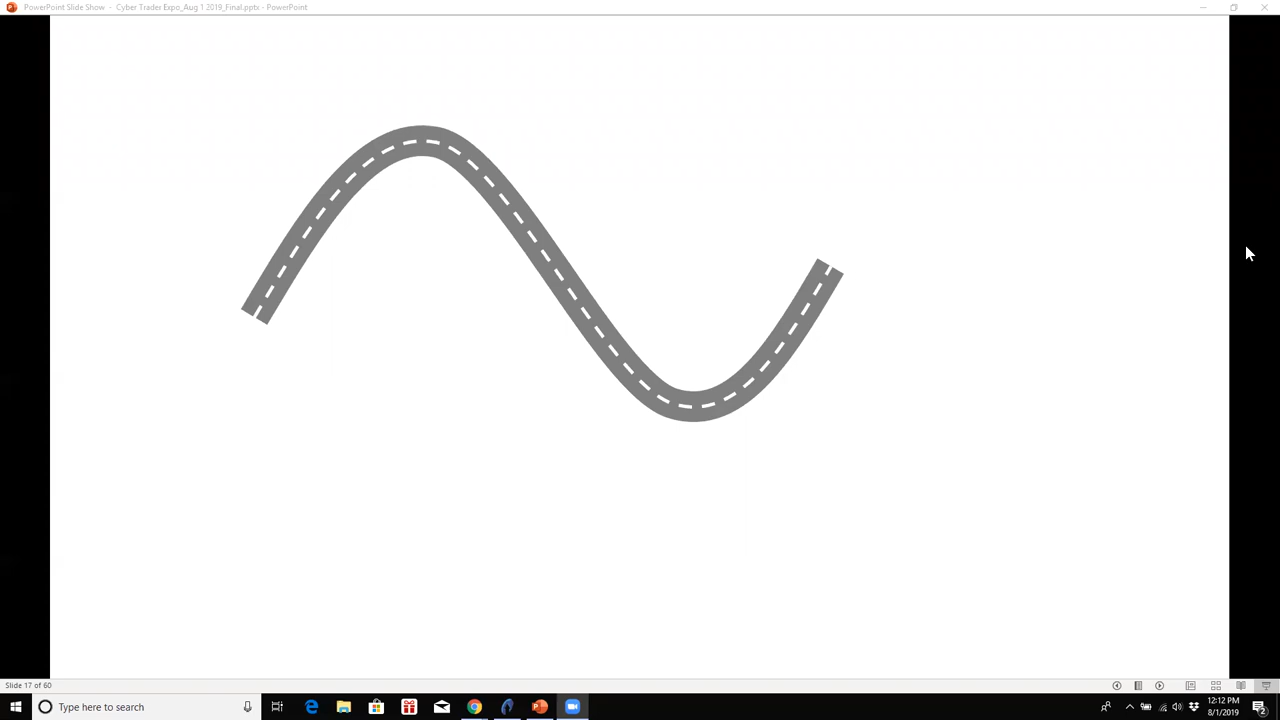 PowerPoint Slide Show - Cyber Trader Expo_Aug 1 2019_Final.pptx - PowerPoint
Slide 17 of 60
Type here to search
12:12 PM
8/1/2019
2